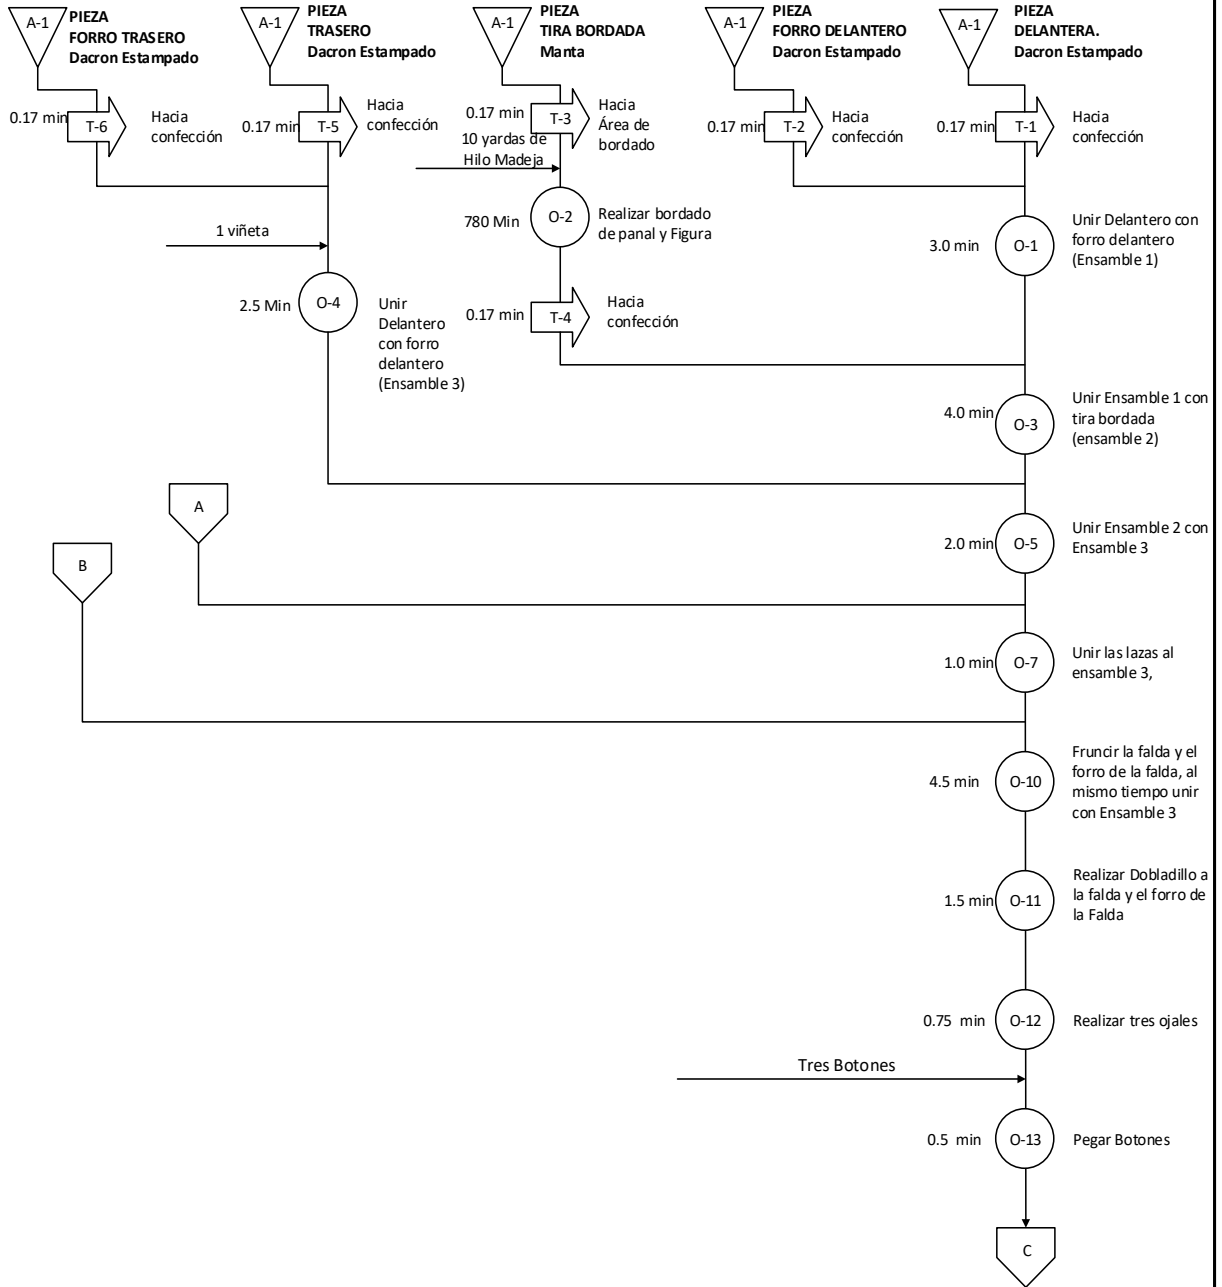 A-1
PIEZA
FORRO TRASERO
Dacron Estampado
A-1
PIEZA
TRASERO
Dacron Estampado
A-1
PIEZA
TIRA BORDADA
Manta
A-1
PIEZA
FORRO DELANTERO
Dacron Estampado
A-1
PIEZA
DELANTERA.
Dacron Estampado
0.17 min
T-6
Hacia
confección
0.17 min
T-5
Hacia
confección
0.17 min
T-3
Hacia
Área de
bordado
0.17 min
T-2
Hacia
confección
0.17 min
T-1
Hacia
confección
10 yardas de
Hilo Madeja
780 Min
O-2
Realizar bordado
de panal y Figura
3.0 min
O-1
Unir Delantero con
forro delantero
(Ensamble 1)
1 viñeta
2.5 Min
O-4
Unir
Delantero
con forro
delantero
(Ensamble 3)
0.17 min
T-4
Hacia
confección
4.0 min
O-3
Unir Ensamble 1 con
tira bordada
(ensamble 2)
A
2.0 min
O-5
Unir Ensamble 2 con
Ensamble 3
B
1.0 min
O-7
Unir las lazas al
ensamble 3,
4.5 min
O-10
Fruncir la falda y el
forro de la falda, al
mismo tiempo unir
con Ensamble 3
1.5 min
O-11
Realizar Dobladillo a
la falda y el forro de
la Falda
0.75 min
O-12
Realizar tres ojales
Tres Botones
0.5 min
O-13
Pegar Botones
C